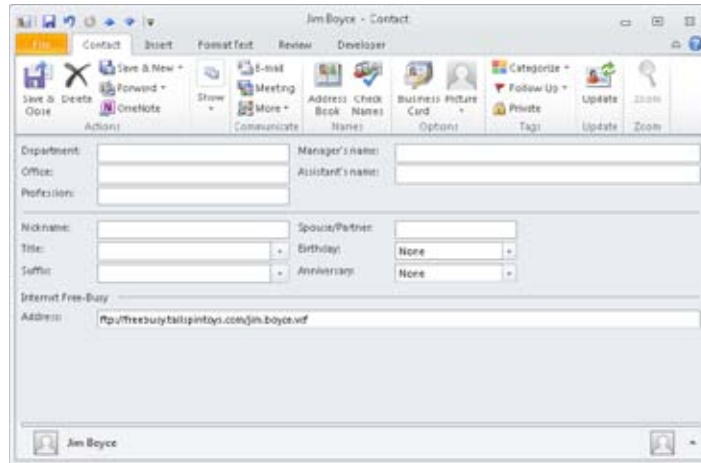 Jim Boyce - Contact
File Contact Insert Format Text Review Developer
Save & Close
Delete
Save & New
Forward
OneNote
Actions
Show
E-mail
Meeting
More
Communicate
Address Book
Check Names
Names
Business Card
Picture
Options
Categorize
Follow Up
Private
Tags
Update
Update
Zoom
Zoom
Department: Manager's name:
Office: Assistant's name:
Profession:
Nickname: Spouse/Partner:
Title: Birthday: None
Suffix: Anniversary: None
Internet Free-Busy
Address: ftp://freebusy.tailspintoys.com/jim.boyce.vcf
Jim Boyce